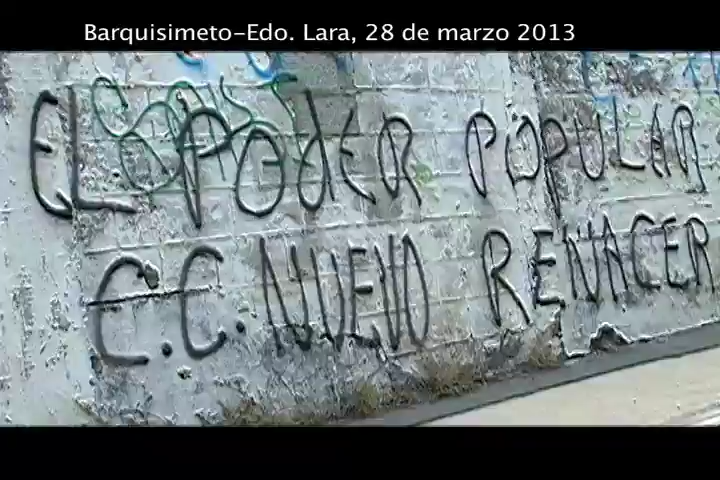 Barquisimeto-Edo. Lara, 28 de marzo 2013
EL PODER POPULAR
C.C. NUEVO RENACER